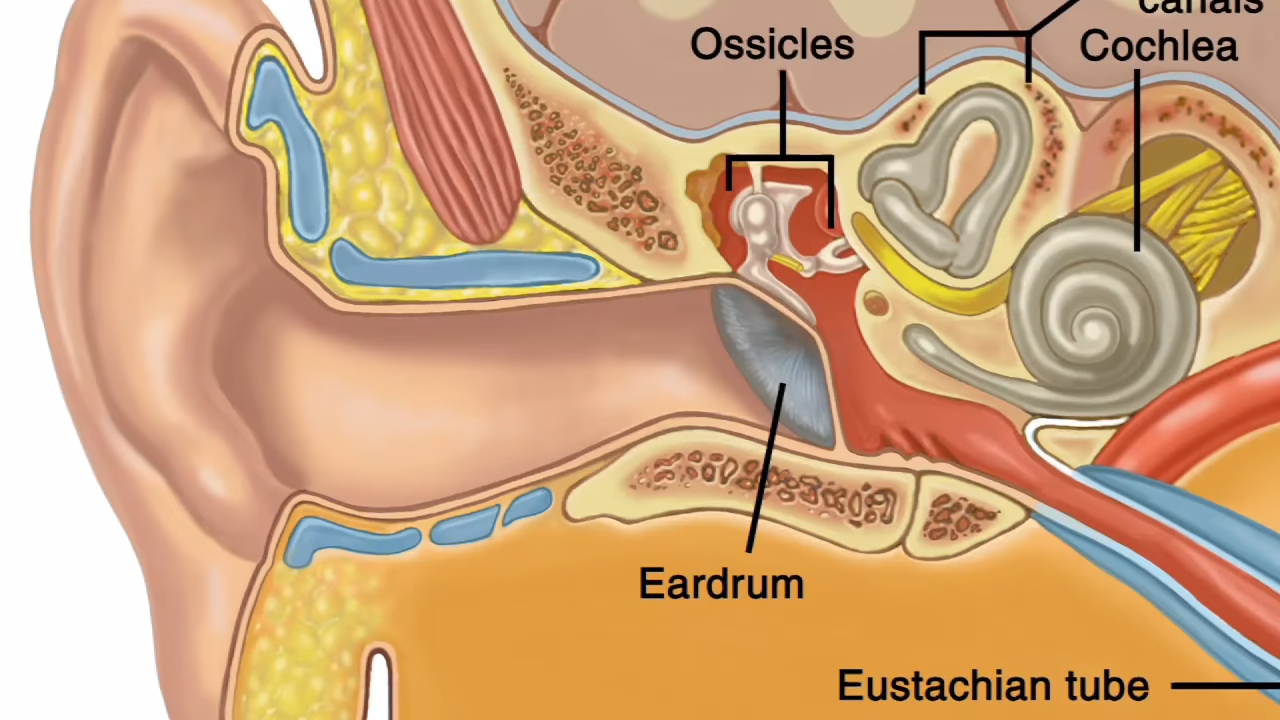 canals
Ossicles
Cochlea
Eardrum
Eustachian tube